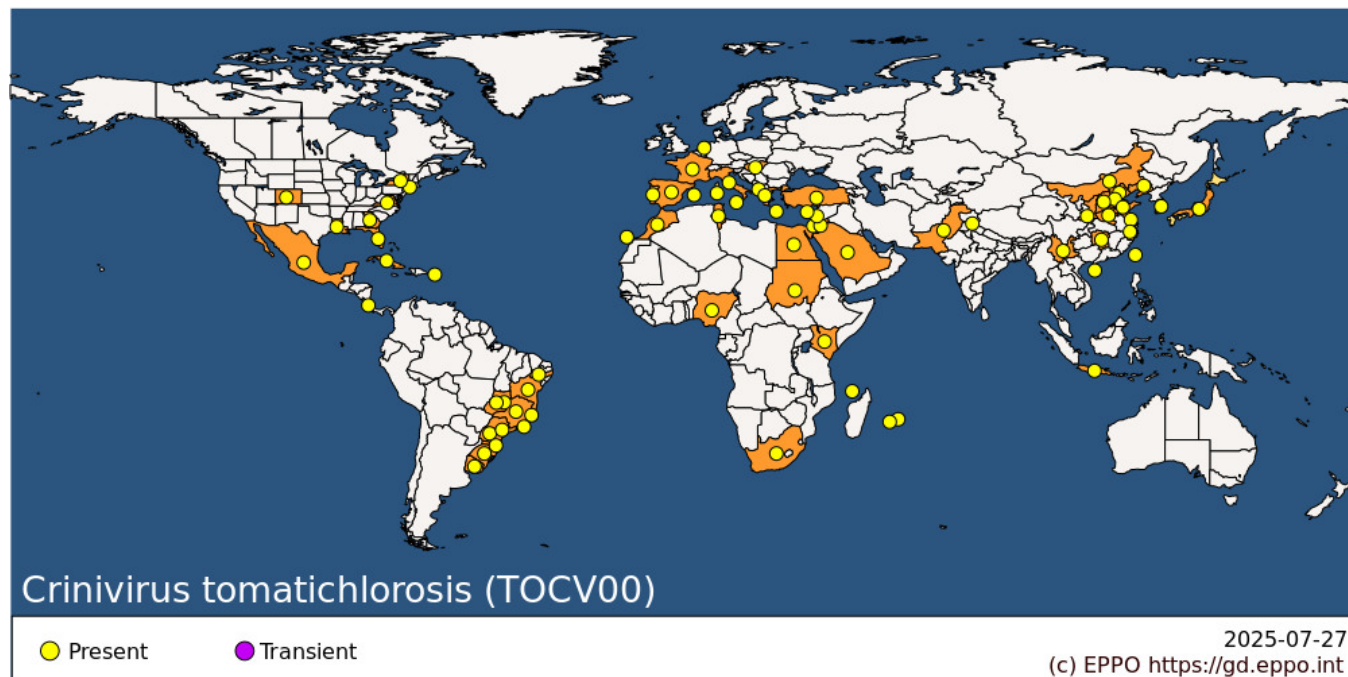 Crinivirus tomatichlorosis (TOCV00)
Present
Transient
2025-07-27
(c) EPPO https://gd.eppo.int